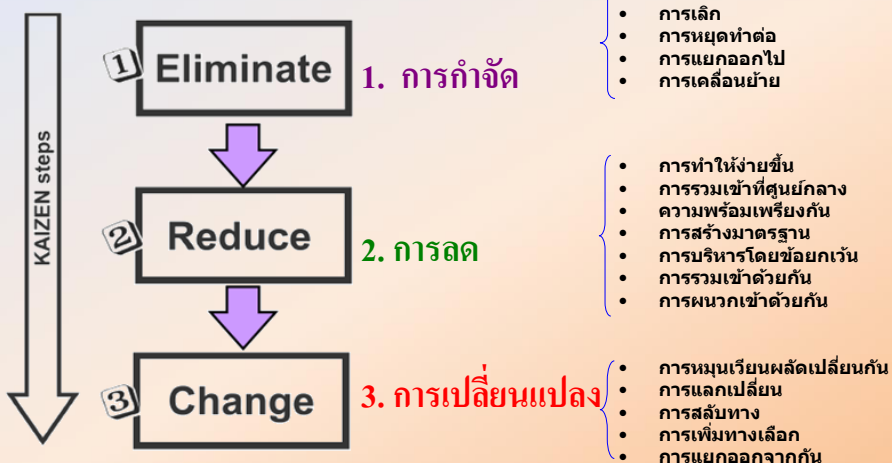 KAIZEN steps
1 Eliminate
1. การกำจัด
• การเลิก
• การหยุดทำต่อ
• การแยกออกไป
• การเคลื่อนย้าย
2 Reduce
2. การลด
• การทำให้ง่ายขึ้น
• การรวมเข้าที่ศูนย์กลาง
• ความพร้อมเพรียงกัน
• การสร้างมาตรฐาน
• การบริหารโดยข้อยกเว้น
• การรวมเข้าด้วยกัน
• การผนวกเข้าด้วยกัน
3 Change
3. การเปลี่ยนแปลง
• การหมุนเวียนผลัดเปลี่ยนกัน
• การแลกเปลี่ยน
• การสลับทาง
• การเพิ่มทางเลือก
• การแยกออกจากกัน